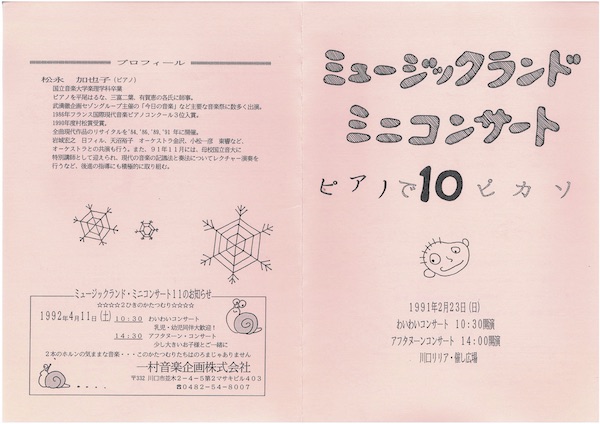 プロフィール
松永 加也子(ピアノ)
国立音楽大学楽理学科卒業
ピアノを平尾はるな、三富二葉、有賀恵の各氏に師事。
武満徹企画セゾングループ主催の「今日の音楽」など主要な音楽祭に数多く出演。
1986年フランス国際現代音楽ピアノコンクール3位入賞。
1990年度村松賞受賞。
全曲現代作品のリサイタルを'84,'86,'89,'91年に開催。
岩城宏之 日フィル、天沼裕子 オーケストラ金沢、小松一彦 東響など、
オーケストラとの共演も行う。また、91年11月には、母校国立音大に
特別講師として迎えられ、現代の音楽の記譜法と奏法についてレクチャー演奏を
行うなど、後進の指導にも積極的に取り組む。
ミュージックランド・ミニコンサート11のお知らせ
☆☆☆☆2ひきのかたつむり☆☆☆☆
1992年4月11日(土) 10:30 わいわいコンサート
乳児・幼児同伴大歓迎!
14:30 アフタヌーン・コンサート
少し大きいお子様とご一緒に
2本のホルンの気ままな音楽・・・このかたつむりたちはのろまじゃありません
一村音楽企画株式会社
〒332 川口市並木2-4-5第2マサキビル403
☎0482-54-8007
ミュージックランド
ミニコンサート
ピアノで10ピカソ
1991年2月23日(日)
わいわいコンサート 10:30開演
アフタヌーンコンサート 14:00開演
川口リリア・催し広場